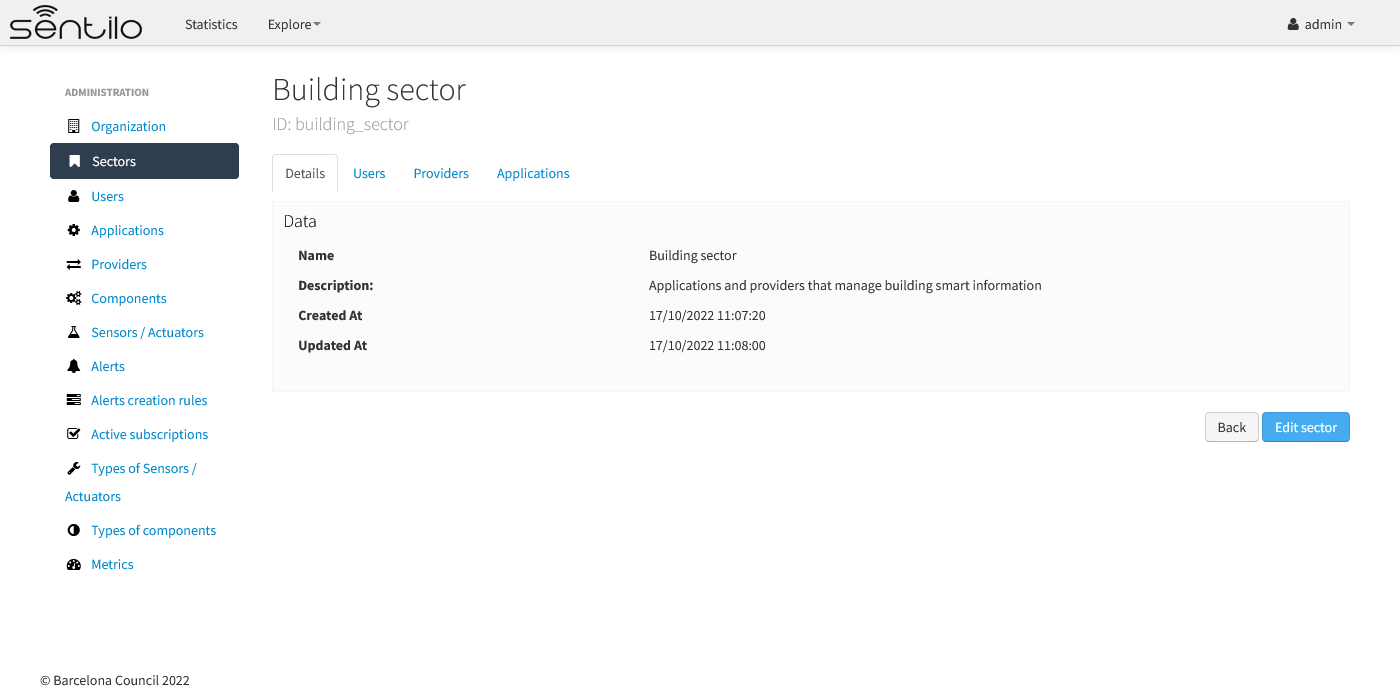 sentilo Statistics Explore admin
ADMINISTRATION
Organization
Sectors
Users
Applications
Providers
Components
Sensors / Actuators
Alerts
Alerts creation rules
Active subscriptions
Types of Sensors /
Actuators
Types of components
Metrics
Building sector
ID: building_sector
Details Users Providers Applications
Data
Name Building sector
Description: Applications and providers that manage building smart information
Created At 17/10/2022 11:07:20
Updated At 17/10/2022 11:08:00
Back Edit sector
© Barcelona Council 2022